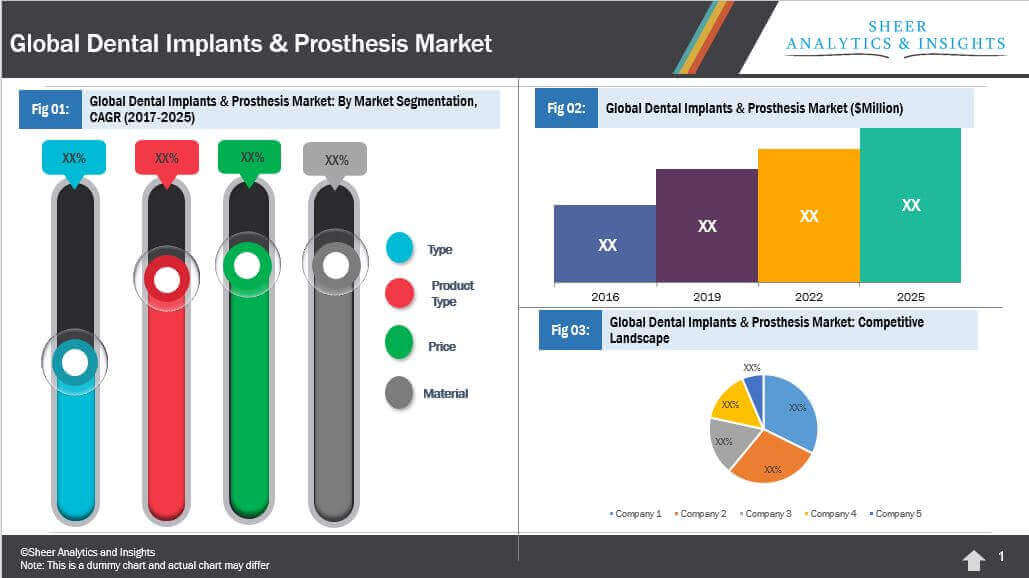 Global Dental Implants & Prosthesis Market
SHEER
ANALYTICS & INSIGHTS
Fig 01:
Global Dental Implants & Prosthesis Market: By Market Segmentation,
CAGR (2017-2025)
XX%
XX%
XX%
XX%
Type
Product
Type
Price
Material
Fig 02:
Global Dental Implants & Prosthesis Market ($Million)
XX
XX
XX
XX
2016
2019
2022
2025
Fig 03:
Global Dental Implants & Prosthesis Market: Competitive
Landscape
XX%
XX%
XX%
XX%
XX%
Company 1
Company 2
Company 3
Company 4
Company 5
©Sheer Analytics and Insights
Note: This is a dummy chart and actual chart may differ
1